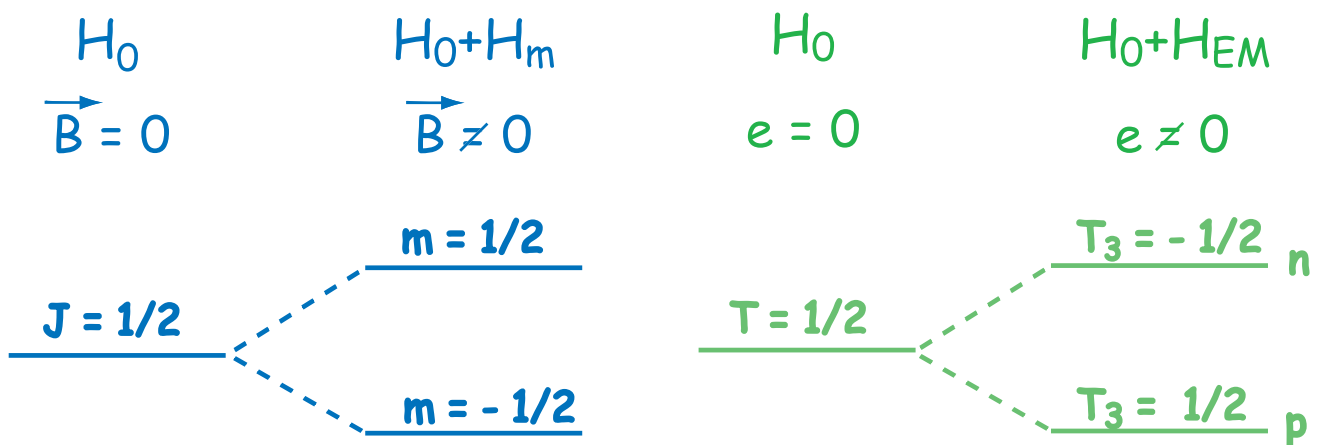 H0 H0+Hm H0 H0+HEM
B = 0 B ≠ 0 e = 0 e ≠ 0
m = 1/2 T3 = - 1/2 n
J = 1/2 T = 1/2
m = - 1/2 T3 = 1/2 p